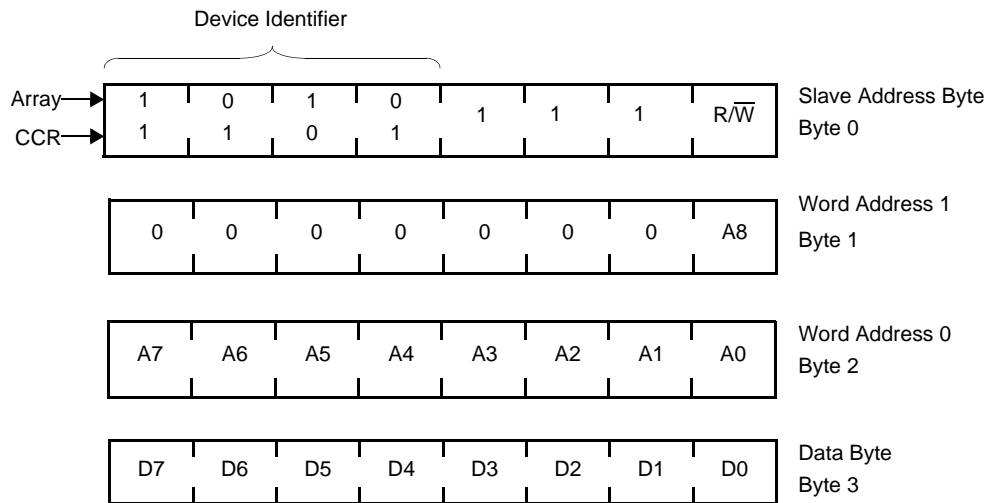 Device Identifier
Array 1 0 1 0 1 1 1 R/W̅ Slave Address Byte
CCR 1 1 0 1 Byte 0
0 0 0 0 0 0 0 A8 Word Address 1
Byte 1
A7 A6 A5 A4 A3 A2 A1 A0 Word Address 0
Byte 2
D7 D6 D5 D4 D3 D2 D1 D0 Data Byte
Byte 3